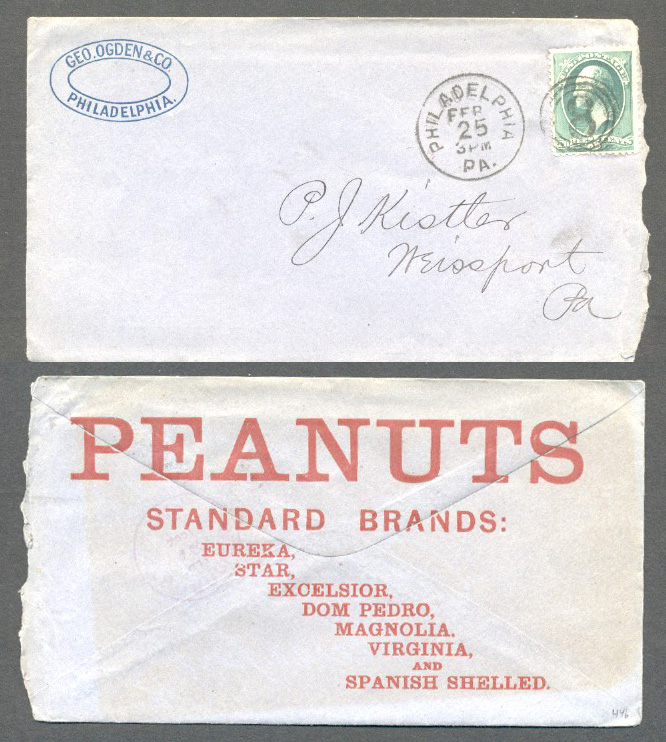 GEO. OGDEN & CO.
PHILADELPHIA.
PHILADELPHIA
FEB
25
3 PM
PA.
P. J. Kistler
Weissport
Pa
PEANUTS
STANDARD BRANDS:
EUREKA,
STAR,
EXCELSIOR,
DOM PEDRO,
MAGNOLIA.
VIRGINIA,
AND
SPANISH SHELLED.
446